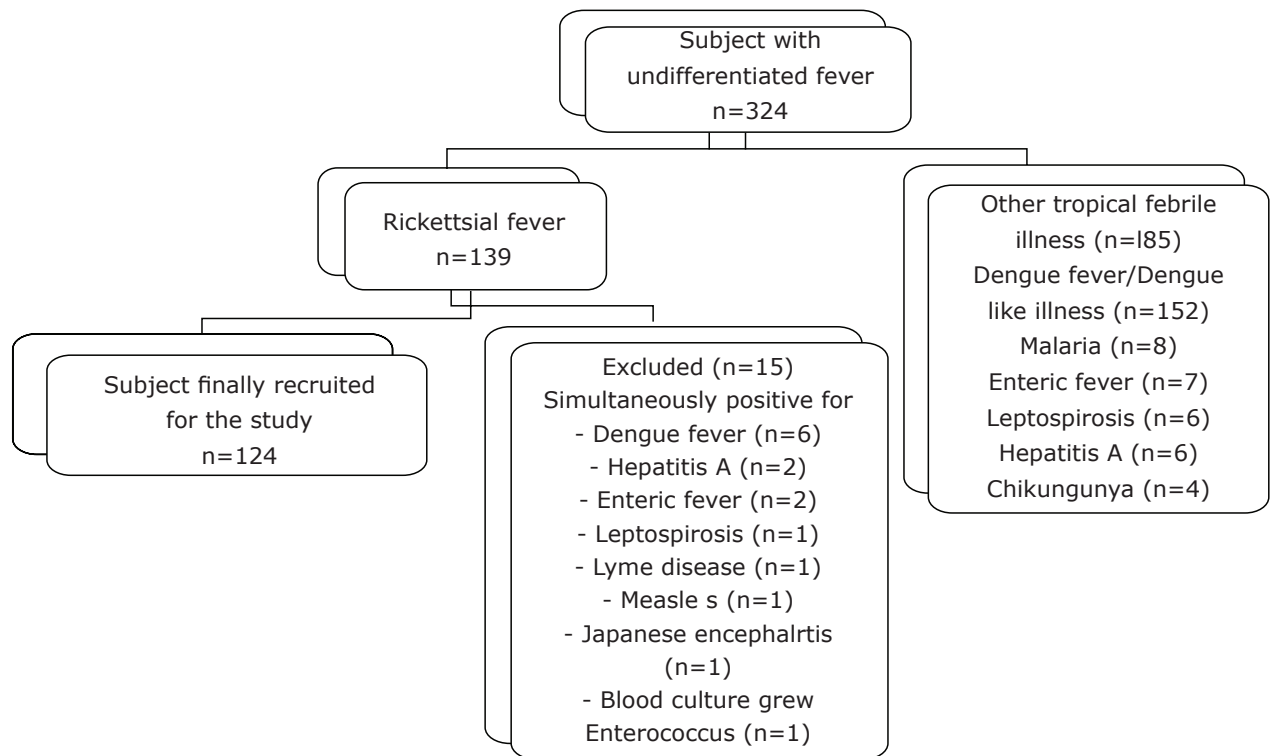 Subject with
undifferentiated fever
n=324
Rickettsial fever
n=139
Other tropical febrile
illness (n=l85)
Dengue fever/Dengue
like illness (n=152)
Malaria (n=8)
Enteric fever (n=7)
Leptospirosis (n=6)
Hepatitis A (n=6)
Chikungunya (n=4)
Subject finally recruited
for the study
n=124
Excluded (n=15)
Simultaneously positive for
- Dengue fever (n=6)
- Hepatitis A (n=2)
- Enteric fever (n=2)
- Leptospirosis (n=1)
- Lyme disease (n=1)
- Measle s (n=1)
- Japanese encephalrtis
(n=1)
- Blood culture grew
Enterococcus (n=1)